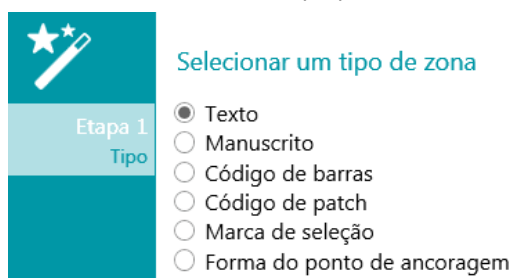 Selecionar um tipo de zona
Etapa 1
Tipo
Texto
Manuscrito
Código de barras
Código de patch
Marca de seleção
Forma do ponto de ancoragem